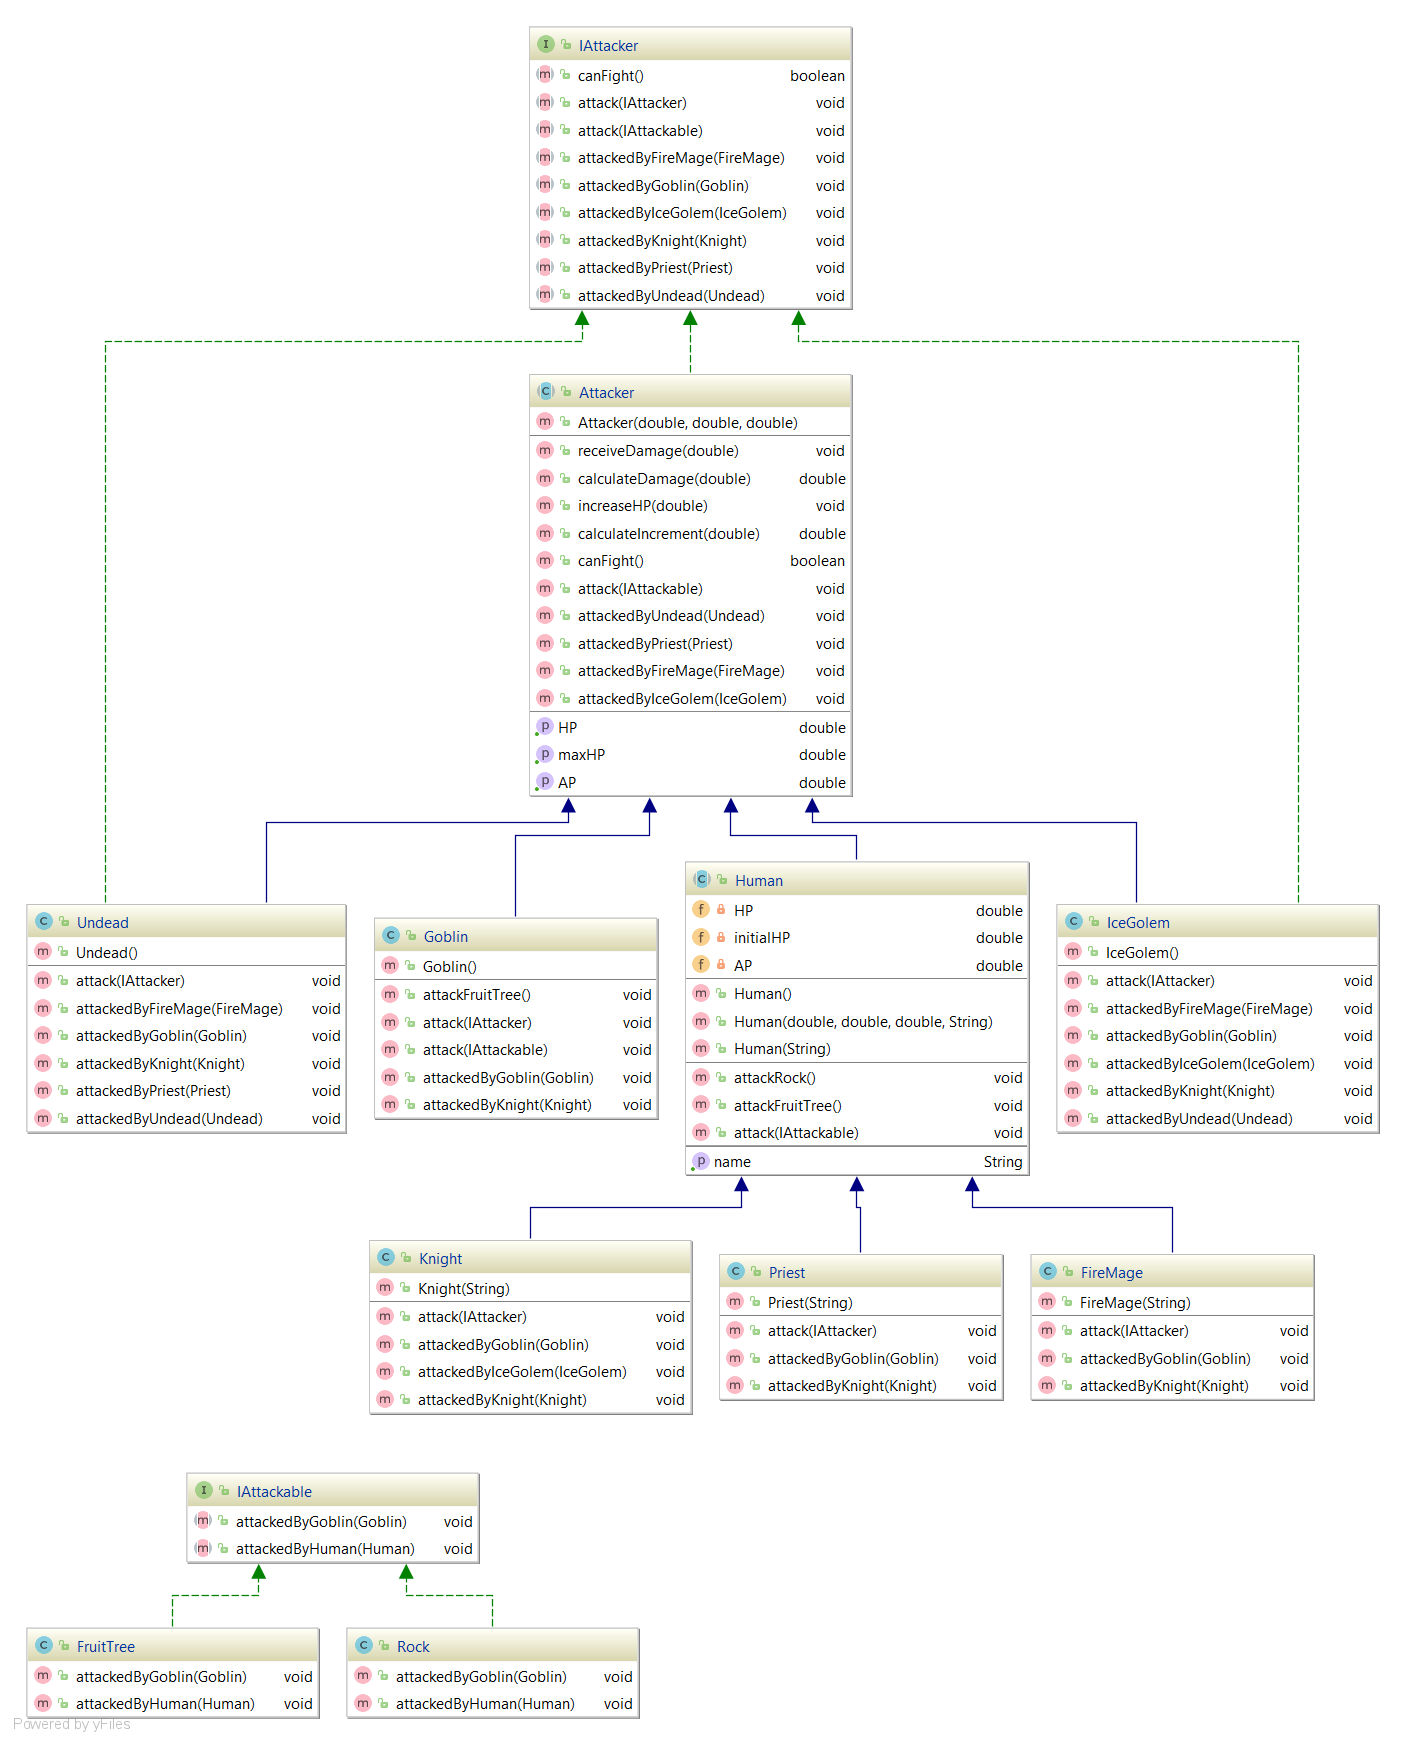 IAttacker
canFight() boolean
attack(IAttacker) void
attack(IAttackable) void
attackedByFireMage(FireMage) void
attackedByGoblin(Goblin) void
attackedByIceGolem(IceGolem) void
attackedByKnight(Knight) void
attackedByPriest(Priest) void
attackedByUndead(Undead) void
Attacker
Attacker(double, double, double)
receiveDamage(double) void
calculateDamage(double) double
increaseHP(double) void
calculateIncrement(double) double
canFight() boolean
attack(IAttackable) void
attackedByUndead(Undead) void
attackedByPriest(Priest) void
attackedByFireMage(FireMage) void
attackedByIceGolem(IceGolem) void
HP double
maxHP double
AP double
Undead
Undead()
attack(IAttacker) void
attackedByFireMage(FireMage) void
attackedByGoblin(Goblin) void
attackedByKnight(Knight) void
attackedByPriest(Priest) void
attackedByUndead(Undead) void
Goblin
Goblin()
attackFruitTree() void
attack(IAttacker) void
attack(IAttackable) void
attackedByGoblin(Goblin) void
attackedByKnight(Knight) void
Human
HP double
initialHP double
AP double
Human()
Human(double, double, double, String)
Human(String)
attackRock() void
attackFruitTree() void
attack(IAttackable) void
name String
IceGolem
IceGolem()
attack(IAttacker) void
attackedByFireMage(FireMage) void
attackedByGoblin(Goblin) void
attackedByIceGolem(IceGolem) void
attackedByKnight(Knight) void
attackedByUndead(Undead) void
Knight
Knight(String)
attack(IAttacker) void
attackedByGoblin(Goblin) void
attackedByIceGolem(IceGolem) void
attackedByKnight(Knight) void
Priest
Priest(String)
attack(IAttacker) void
attackedByGoblin(Goblin) void
attackedByKnight(Knight) void
FireMage
FireMage(String)
attack(IAttacker) void
attackedByGoblin(Goblin) void
attackedByKnight(Knight) void
IAttackable
attackedByGoblin(Goblin) void
attackedByHuman(Human) void
FruitTree
attackedByGoblin(Goblin) void
attackedByHuman(Human) void
Rock
attackedByGoblin(Goblin) void
attackedByHuman(Human) void
Powered by yFiles